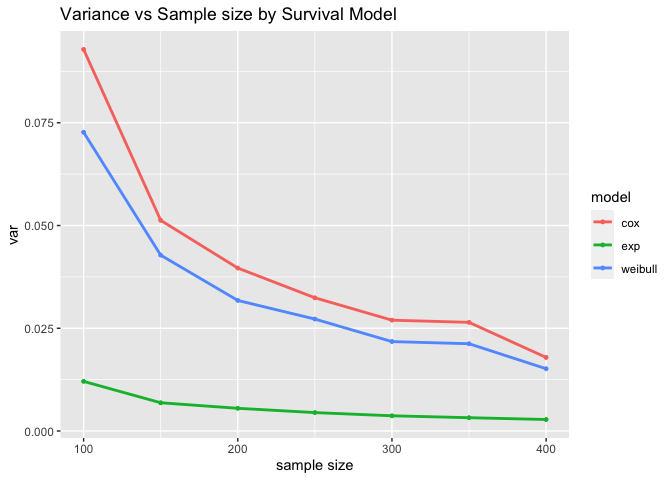 Variance vs Sample size by Survival Model
0.075
0.050
0.025
0.000
var
100 200 300 400
sample size
model
cox
exp
weibull